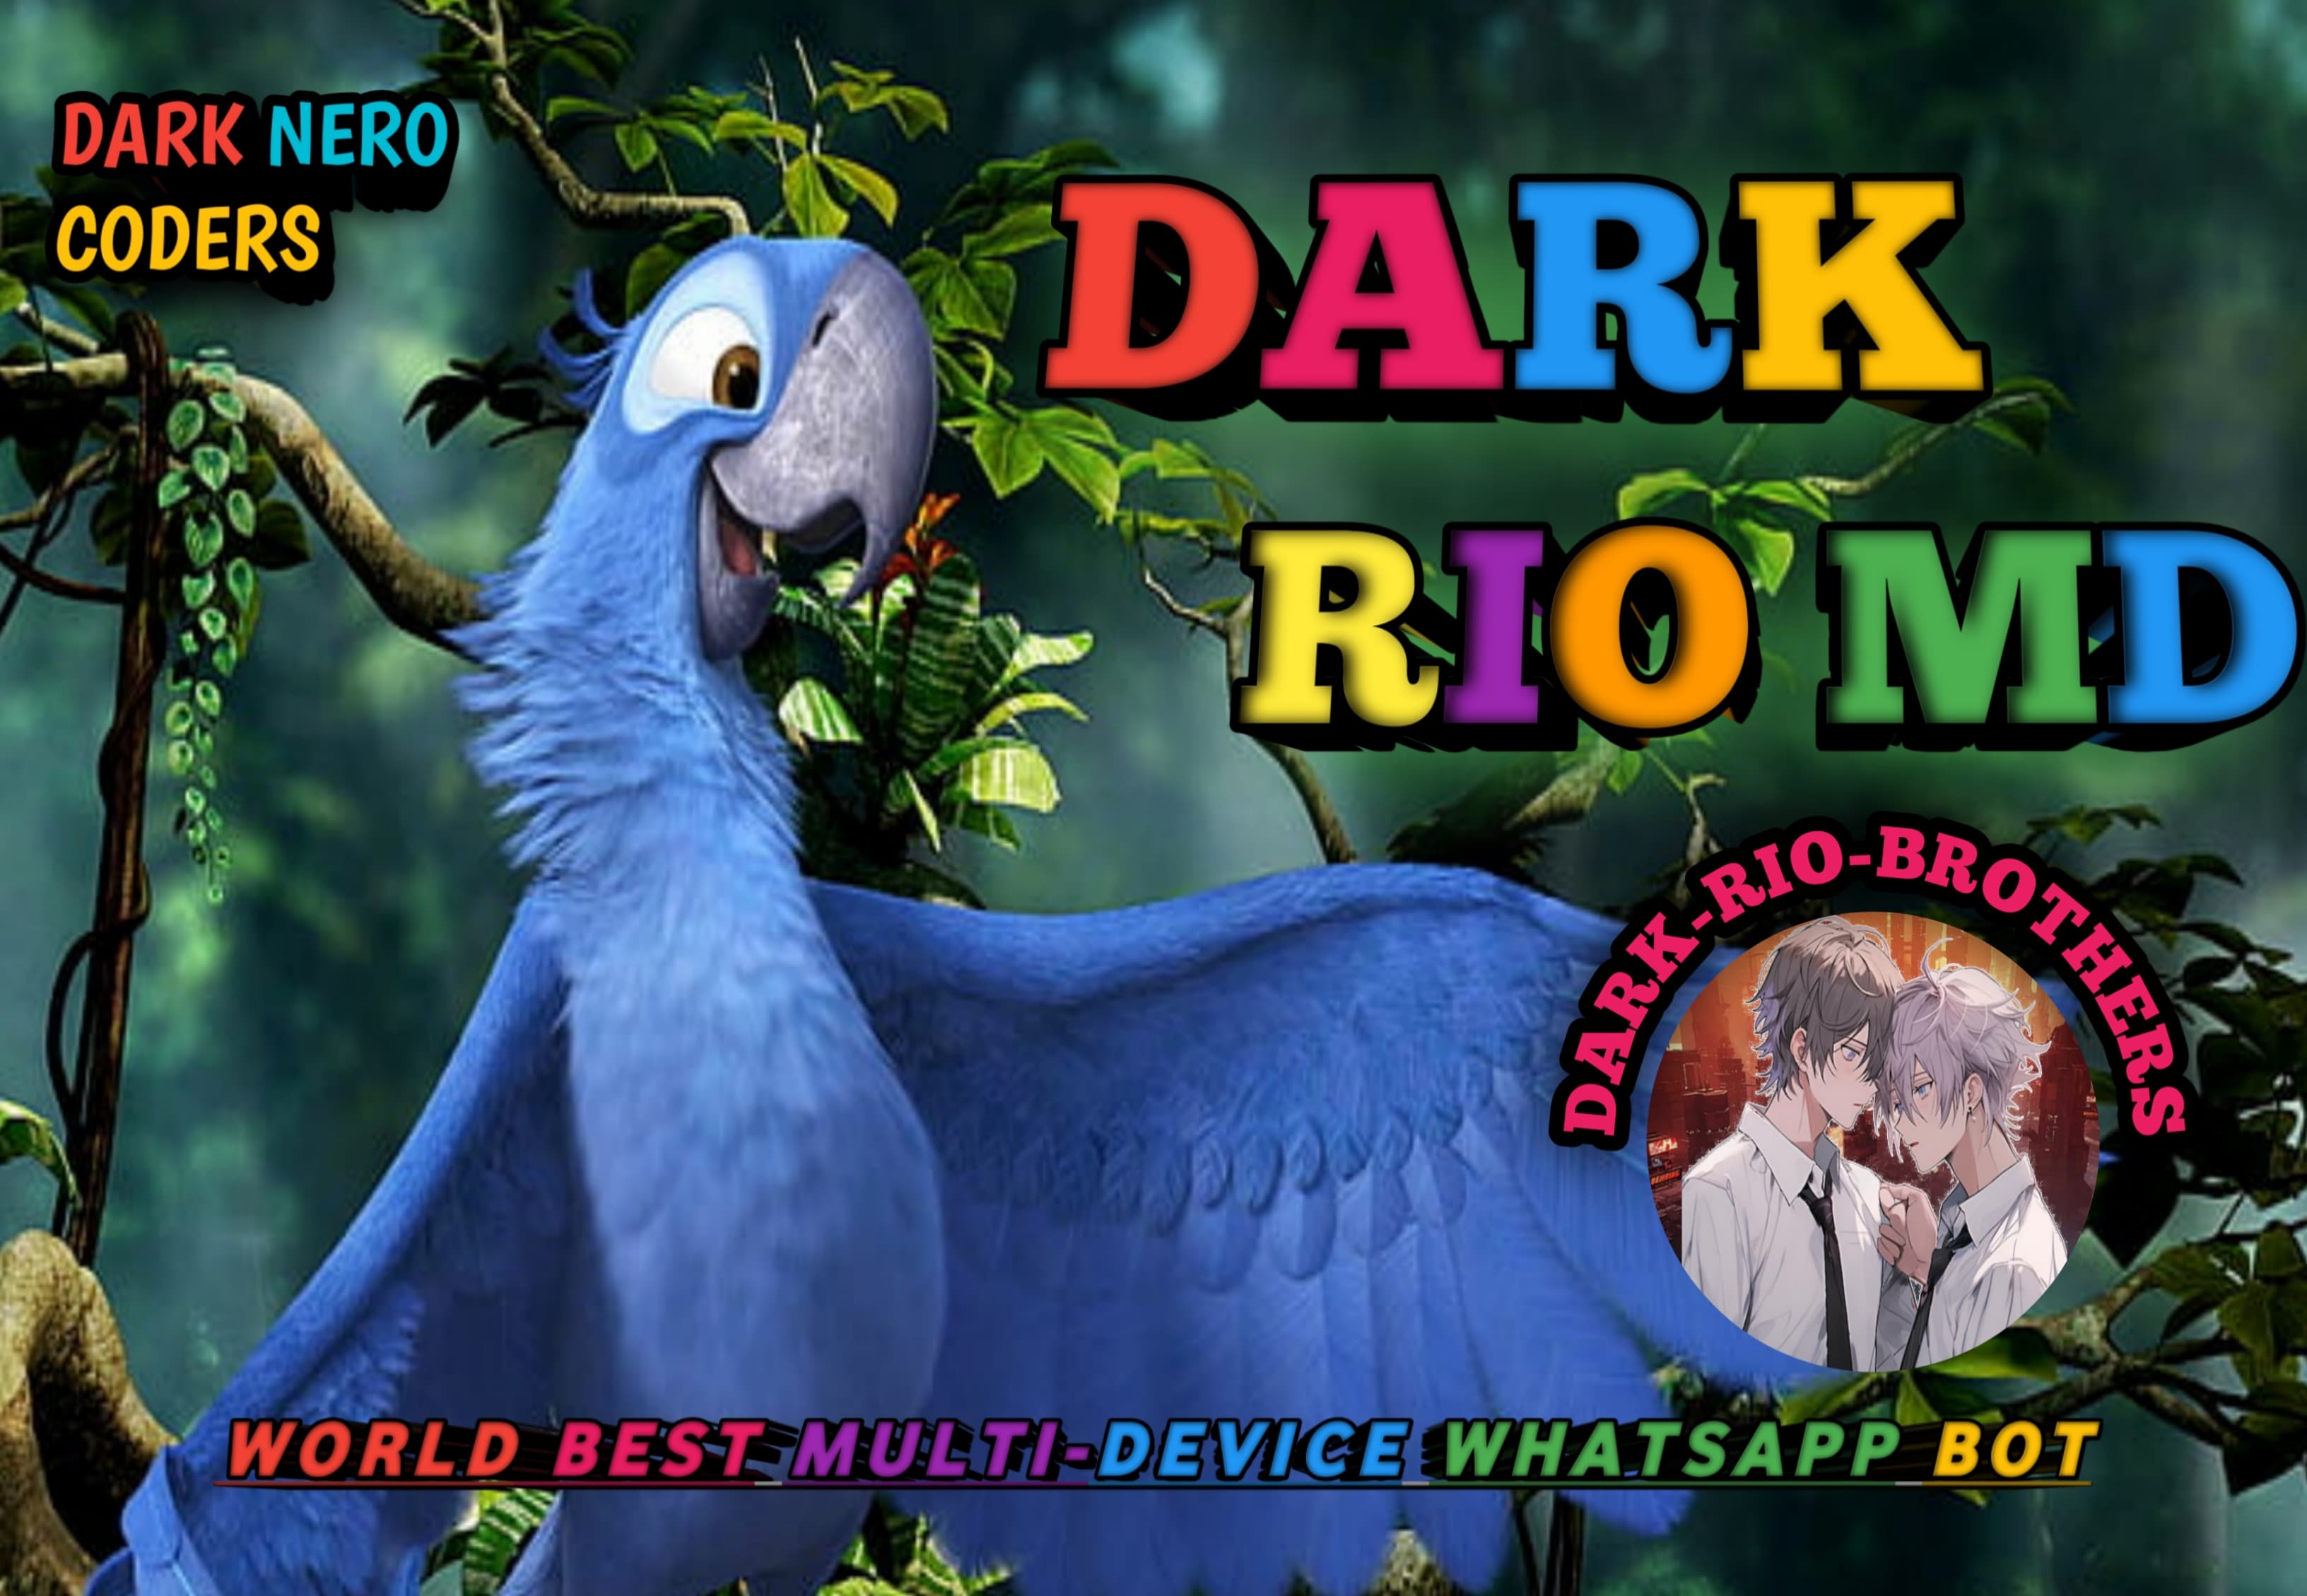 DARK NERO
CODERS
DARK
RIO MD
DARK-RIO-BROTHERS
WORLD BEST MULTI-DEVICE WHATSAPP BOT